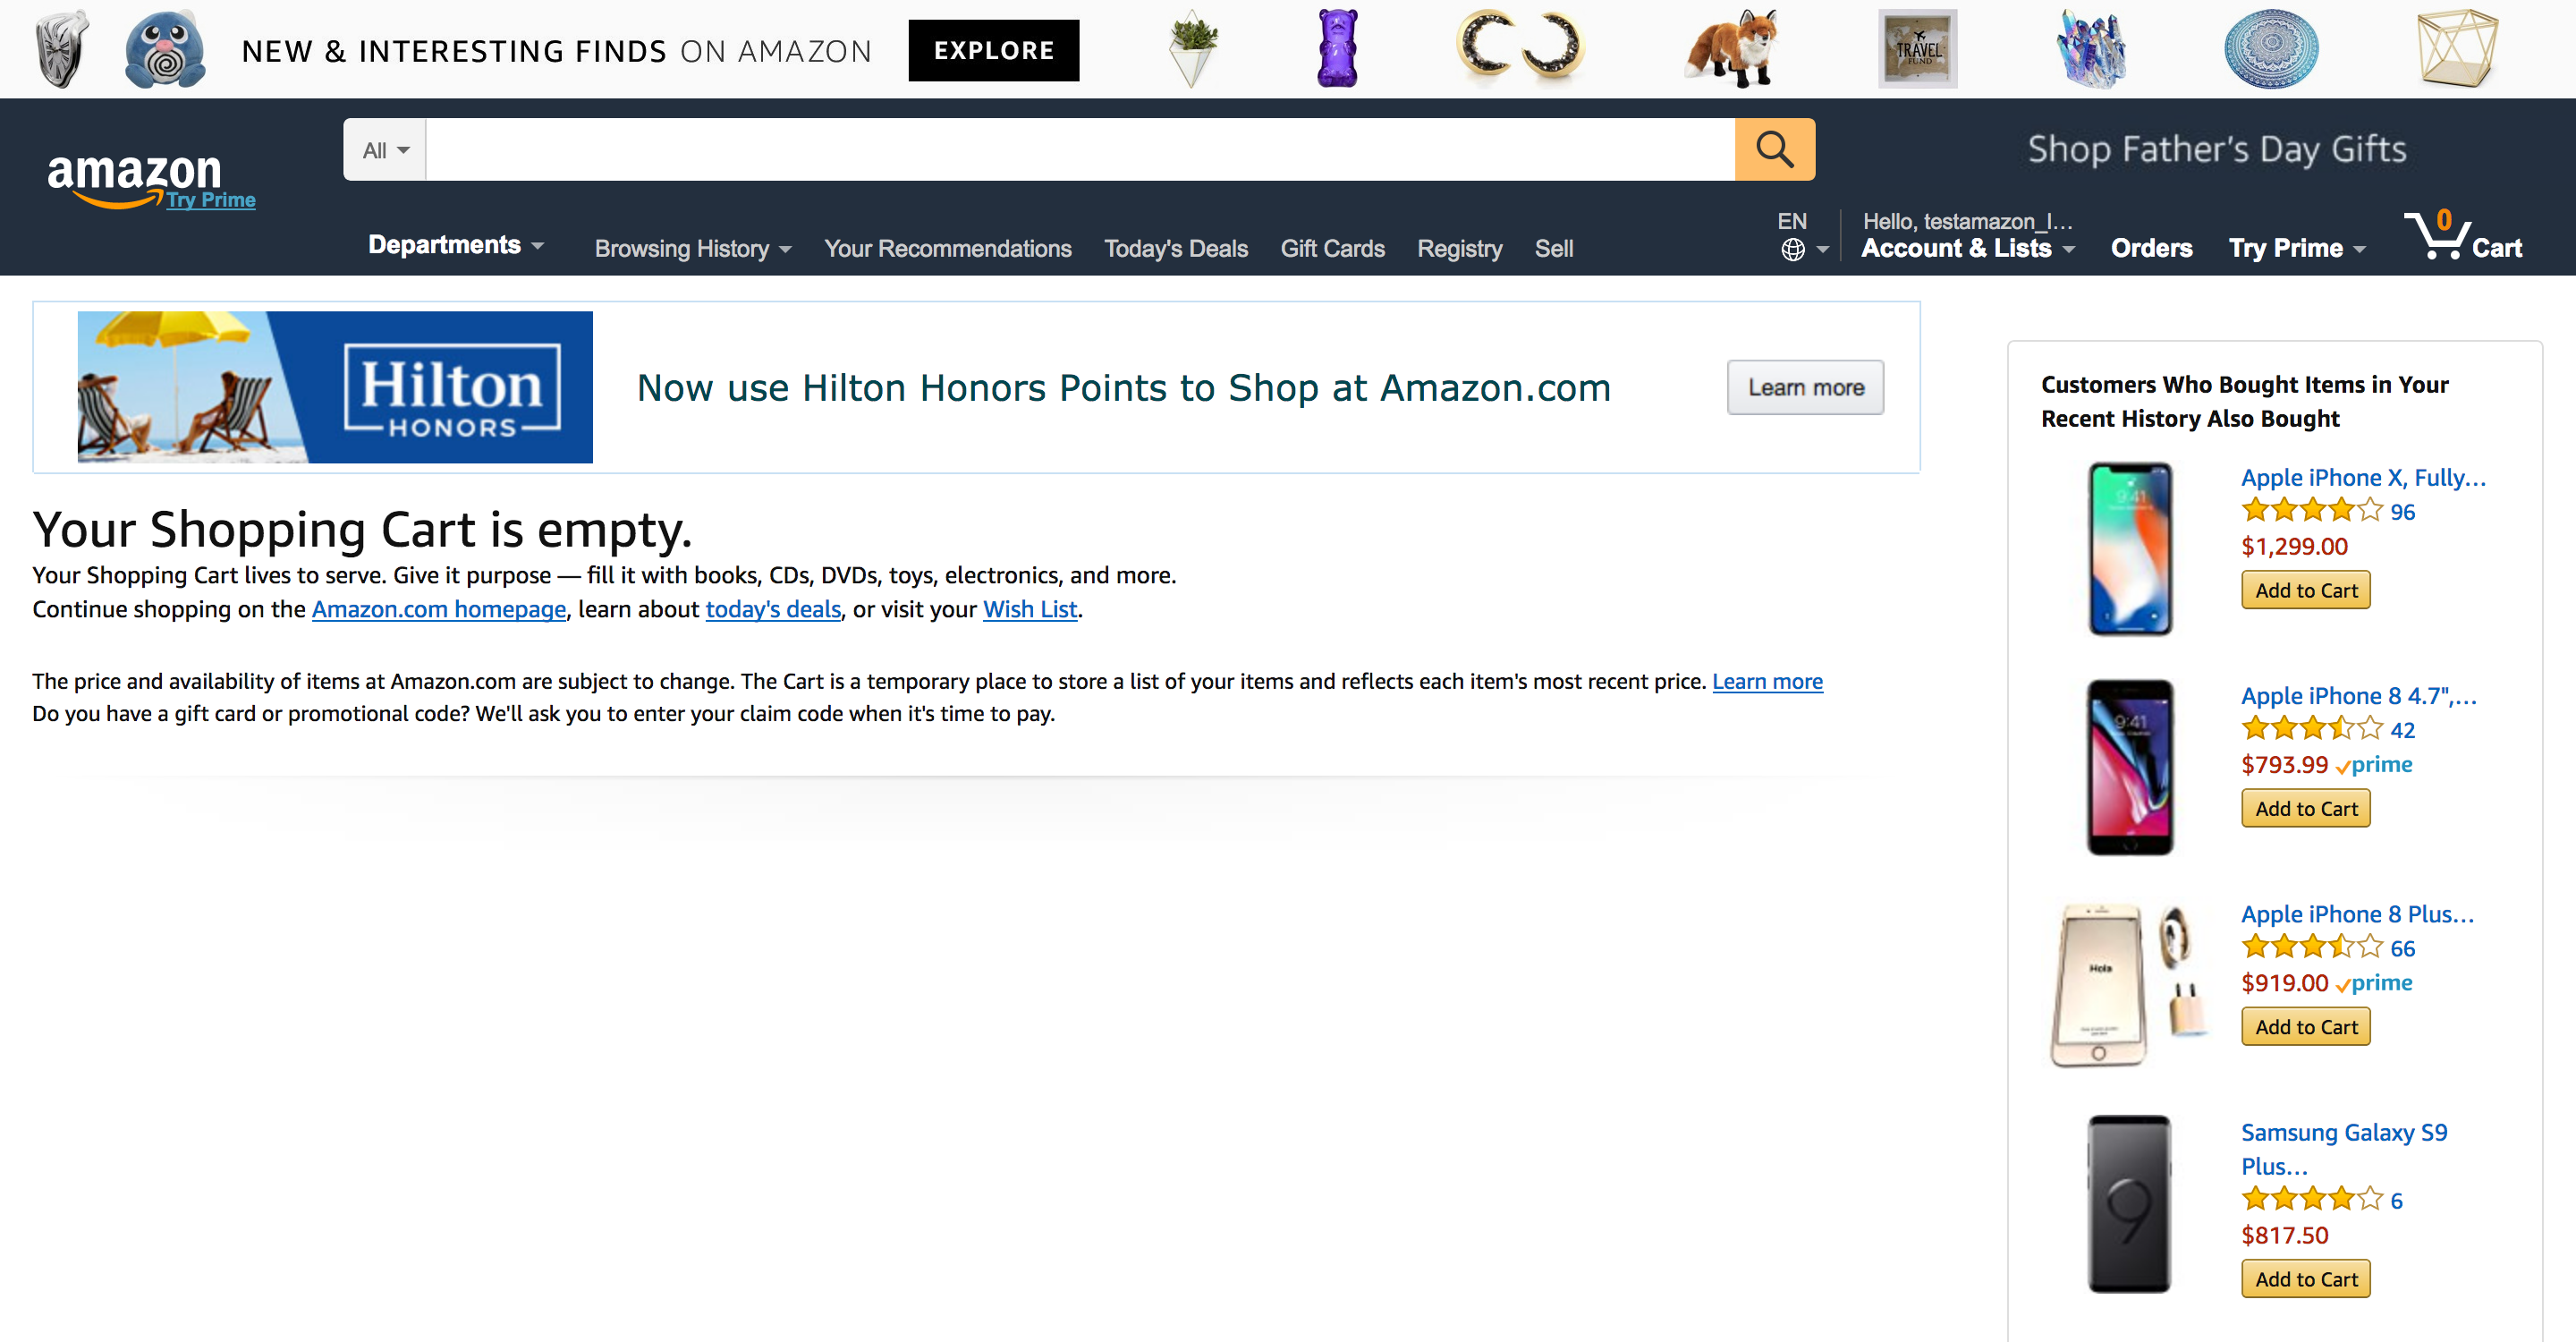 NEW & INTERESTING FINDS ON AMAZON
EXPLORE
TRAVEL
FUND
All
Shop Father's Day Gifts
amazon
Try Prime
Departments
Browsing History
Your Recommendations
Today's Deals
Gift Cards
Registry
Sell
EN
Hello, testamazon_l...
Account & Lists
Orders
Try Prime
0
Cart
Hilton
HONORS
Now use Hilton Honors Points to Shop at Amazon.com
Learn more
Your Shopping Cart is empty.
Your Shopping Cart lives to serve. Give it purpose — fill it with books, CDs, DVDs, toys, electronics, and more.
Continue shopping on the Amazon.com homepage, learn about today's deals, or visit your Wish List.
The price and availability of items at Amazon.com are subject to change. The Cart is a temporary place to store a list of your items and reflects each item's most recent price. Learn more
Do you have a gift card or promotional code? We'll ask you to enter your claim code when it's time to pay.
Customers Who Bought Items in Your
Recent History Also Bought
9:41
Apple iPhone X, Fully...
96
$1,299.00
Add to Cart
9:41
Apple iPhone 8 4.7",...
42
$793.99 prime
Add to Cart
Hola
Apple iPhone 8 Plus...
66
$919.00 prime
Add to Cart
9
Samsung Galaxy S9
Plus...
6
$817.50
Add to Cart